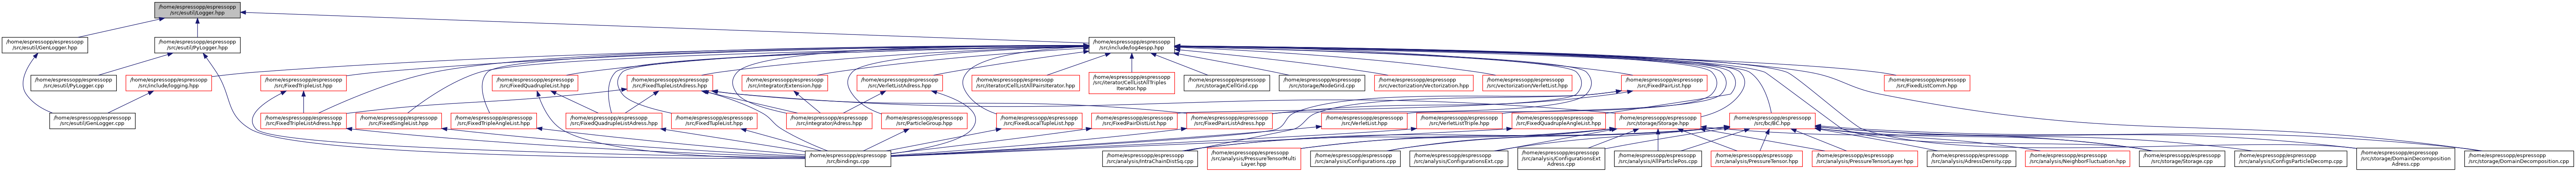 /home/espressopp/espressopp
/src/esutil/Logger.hpp
/home/espressopp/espressopp
/src/esutil/GenLogger.hpp
/home/espressopp/espressopp
/src/esutil/PyLogger.hpp
/home/espressopp/espressopp
/src/include/log4espp.hpp
/home/espressopp/espressopp
/src/esutil/PyLogger.cpp
/home/espressopp/espressopp
/src/include/logging.hpp
/home/espressopp/espressopp
/src/FixedTripleList.hpp
/home/espressopp/espressopp
/src/FixedQuadrupleList.hpp
/home/espressopp/espressopp
/src/FixedTupleListAdress.hpp
/home/espressopp/espressopp
/src/integrator/Extension.hpp
/home/espressopp/espressopp
/src/VerletListAdress.hpp
/home/espressopp/espressopp
/src/iterator/CellListAllPairsIterator.hpp
/home/espressopp/espressopp
/src/iterator/CellListAllTriples
Iterator.hpp
/home/espressopp/espressopp
/src/storage/CellGrid.cpp
/home/espressopp/espressopp
/src/storage/NodeGrid.cpp
/home/espressopp/espressopp
/src/vectorization/Vectorization.hpp
/home/espressopp/espressopp
/src/vectorization/VerletList.hpp
/home/espressopp/espressopp
/src/FixedPairList.hpp
/home/espressopp/espressopp
/src/FixedListComm.hpp
/home/espressopp/espressopp
/src/esutil/GenLogger.cpp
/home/espressopp/espressopp
/src/FixedTripleListAdress.hpp
/home/espressopp/espressopp
/src/FixedSingleList.hpp
/home/espressopp/espressopp
/src/FixedTripleAngleList.hpp
/home/espressopp/espressopp
/src/FixedQuadrupleListAdress.hpp
/home/espressopp/espressopp
/src/FixedTupleList.hpp
/home/espressopp/espressopp
/src/integrator/Adress.hpp
/home/espressopp/espressopp
/src/ParticleGroup.hpp
/home/espressopp/espressopp
/src/FixedLocalTupleList.hpp
/home/espressopp/espressopp
/src/FixedPairDistList.hpp
/home/espressopp/espressopp
/src/FixedPairListAdress.hpp
/home/espressopp/espressopp
/src/VerletList.hpp
/home/espressopp/espressopp
/src/VerletListTriple.hpp
/home/espressopp/espressopp
/src/FixedQuadrupleAngleList.hpp
/home/espressopp/espressopp
/src/storage/Storage.hpp
/home/espressopp/espressopp
/src/bc/BC.hpp
/home/espressopp/espressopp
/src/bindings.cpp
/home/espressopp/espressopp
/src/analysis/IntraChainDistSq.cpp
/home/espressopp/espressopp
/src/analysis/PressureTensorMulti
Layer.hpp
/home/espressopp/espressopp
/src/analysis/Configurations.cpp
/home/espressopp/espressopp
/src/analysis/ConfigurationsExt.cpp
/home/espressopp/espressopp
/src/analysis/ConfigurationsExt
Adress.cpp
/home/espressopp/espressopp
/src/analysis/AllParticlePos.cpp
/home/espressopp/espressopp
/src/analysis/PressureTensor.hpp
/home/espressopp/espressopp
/src/analysis/PressureTensorLayer.hpp
/home/espressopp/espressopp
/src/analysis/AdressDensity.cpp
/home/espressopp/espressopp
/src/analysis/NeighborFluctuation.hpp
/home/espressopp/espressopp
/src/storage/Storage.cpp
/home/espressopp/espressopp
/src/analysis/ConfigsParticleDecomp.cpp
/home/espressopp/espressopp
/src/storage/DomainDecomposition
Adress.cpp
/home/espressopp/espressopp
/src/storage/DomainDecomposition.cpp